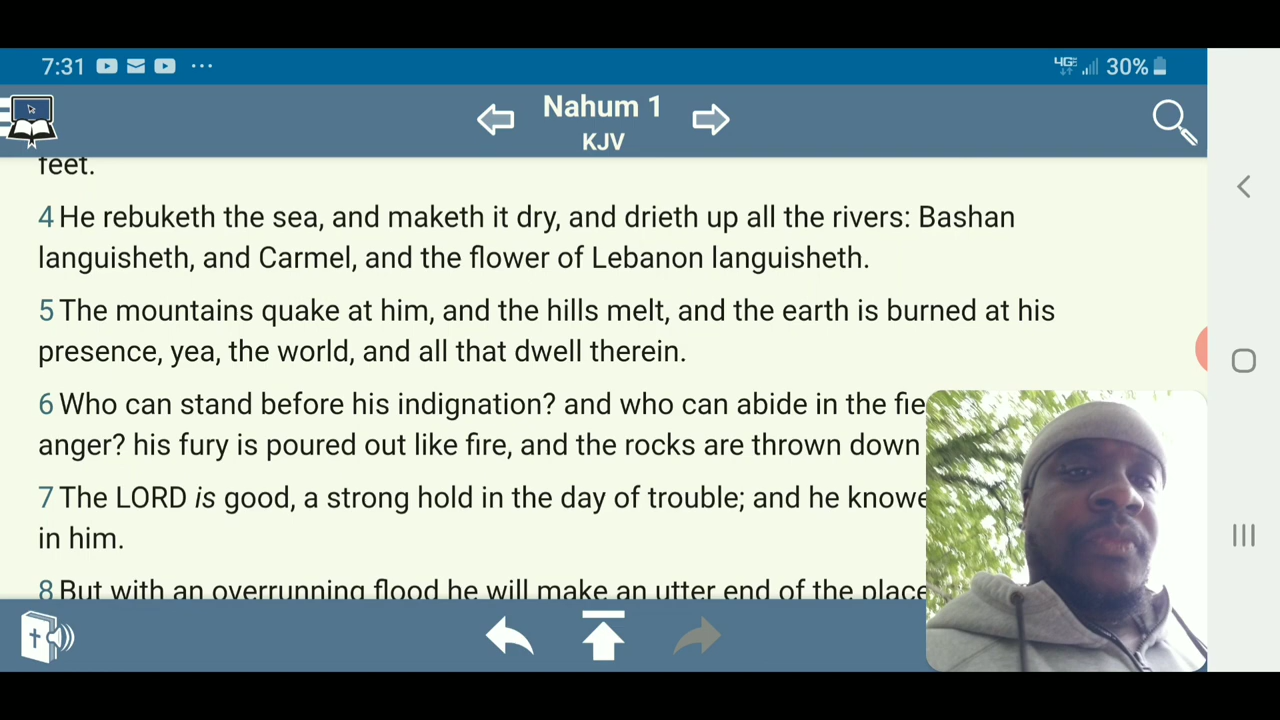 7:31 ... 4GE 30%
Nahum 1
KJV
feet.
4 He rebuketh the sea, and maketh it dry, and drieth up all the rivers: Bashan
languisheth, and Carmel, and the flower of Lebanon languisheth.
5 The mountains quake at him, and the hills melt, and the earth is burned at his
presence, yea, the world, and all that dwell therein.
6 Who can stand before his indignation? and who can abide in the fie
anger? his fury is poured out like fire, and the rocks are thrown down
7 The LORD is good, a strong hold in the day of trouble; and he knowe
in him.
8 But with an overrunning flood he will make an utter end of the place